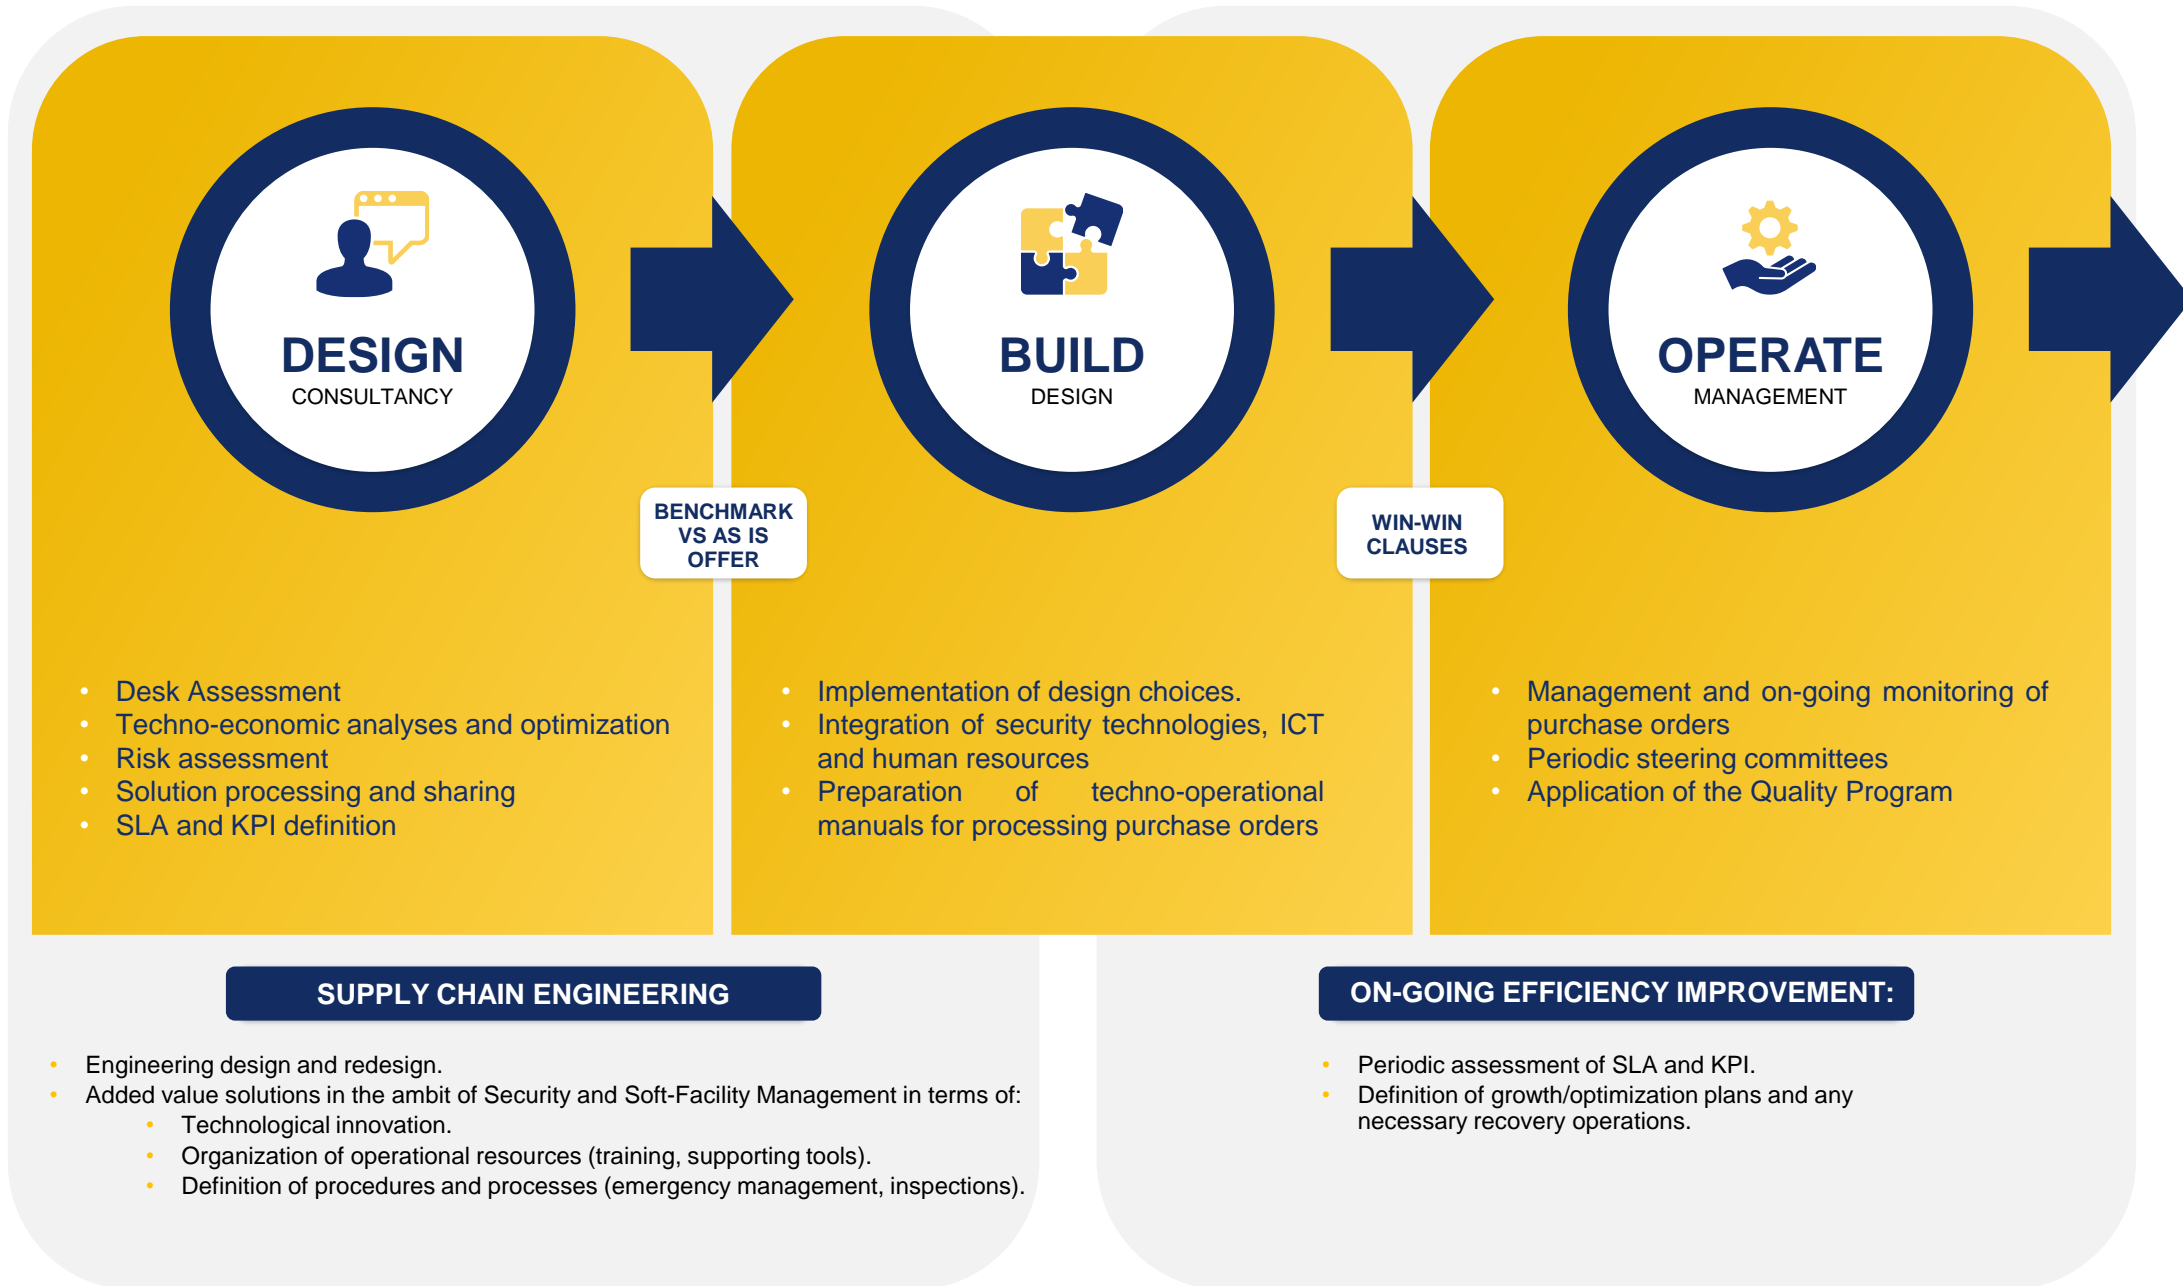 DESIGN
CONSULTANCY
BENCHMARK
VS AS IS
OFFER
• Desk Assessment
• Techno-economic analyses and optimization
• Risk assessment
• Solution processing and sharing
• SLA and KPI definition
BUILD
DESIGN
WIN-WIN
CLAUSES
• Implementation of design choices.
• Integration of security technologies, ICT
and human resources
• Preparation of techno-operational
manuals for processing purchase orders
OPERATE
MANAGEMENT
• Management and on-going monitoring of
purchase orders
• Periodic steering committees
• Application of the Quality Program
SUPPLY CHAIN ENGINEERING
• Engineering design and redesign.
• Added value solutions in the ambit of Security and Soft-Facility Management in terms of:
• Technological innovation.
• Organization of operational resources (training, supporting tools).
• Definition of procedures and processes (emergency management, inspections).
ON-GOING EFFICIENCY IMPROVEMENT:
• Periodic assessment of SLA and KPI.
• Definition of growth/optimization plans and any
necessary recovery operations.